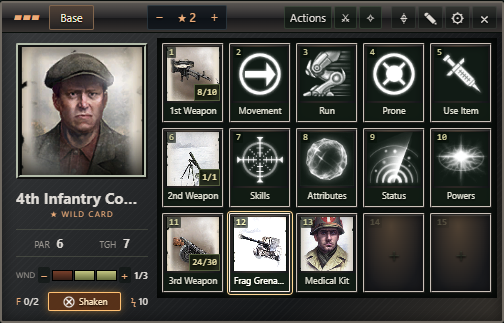 Base
− ★ 2 +
Actions
4th Infantry Co...
★ WILD CARD
PAR 6
TGH 7
WND − + 1/3
F 0/2
Shaken
10
1
8/10
1st Weapon
2
Movement
3
Run
4
Prone
5
Use Item
6
1/1
2nd Weapon
7
Skills
8
Attributes
9
Status
10
Powers
11
24/30
3rd Weapon
12
Frag Grena...
13
Medical Kit
14
+
15
+